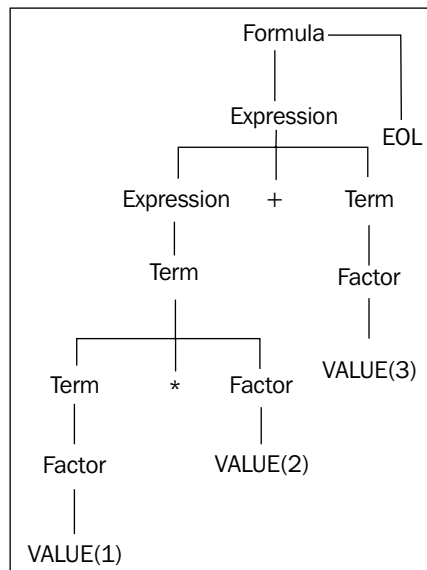 Formula
Expression
EOL
Expression + Term
Term
Factor
Term * Factor
VALUE(3)
Factor
VALUE(2)
VALUE(1)